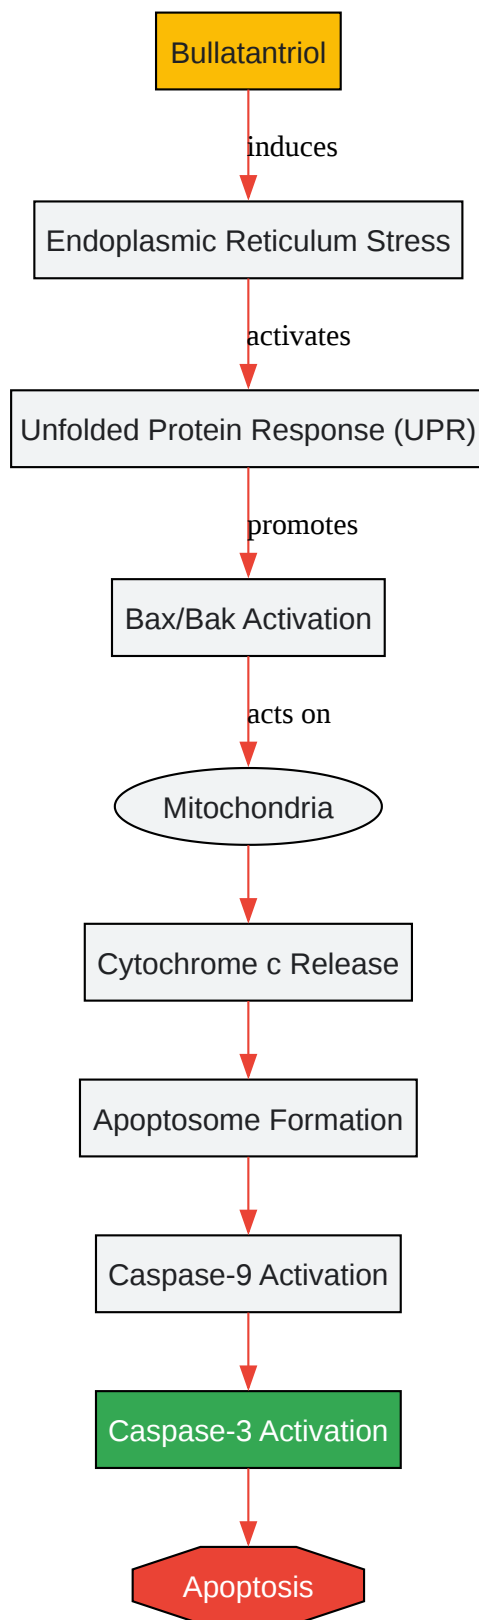 Bullatantriol
induces
Endoplasmic Reticulum Stress
activates
Unfolded Protein Response (UPR)
promotes
Bax/Bak Activation
acts on
Mitochondria
Cytochrome c Release
Apoptosome Formation
Caspase-9 Activation
Caspase-3 Activation
Apoptosis